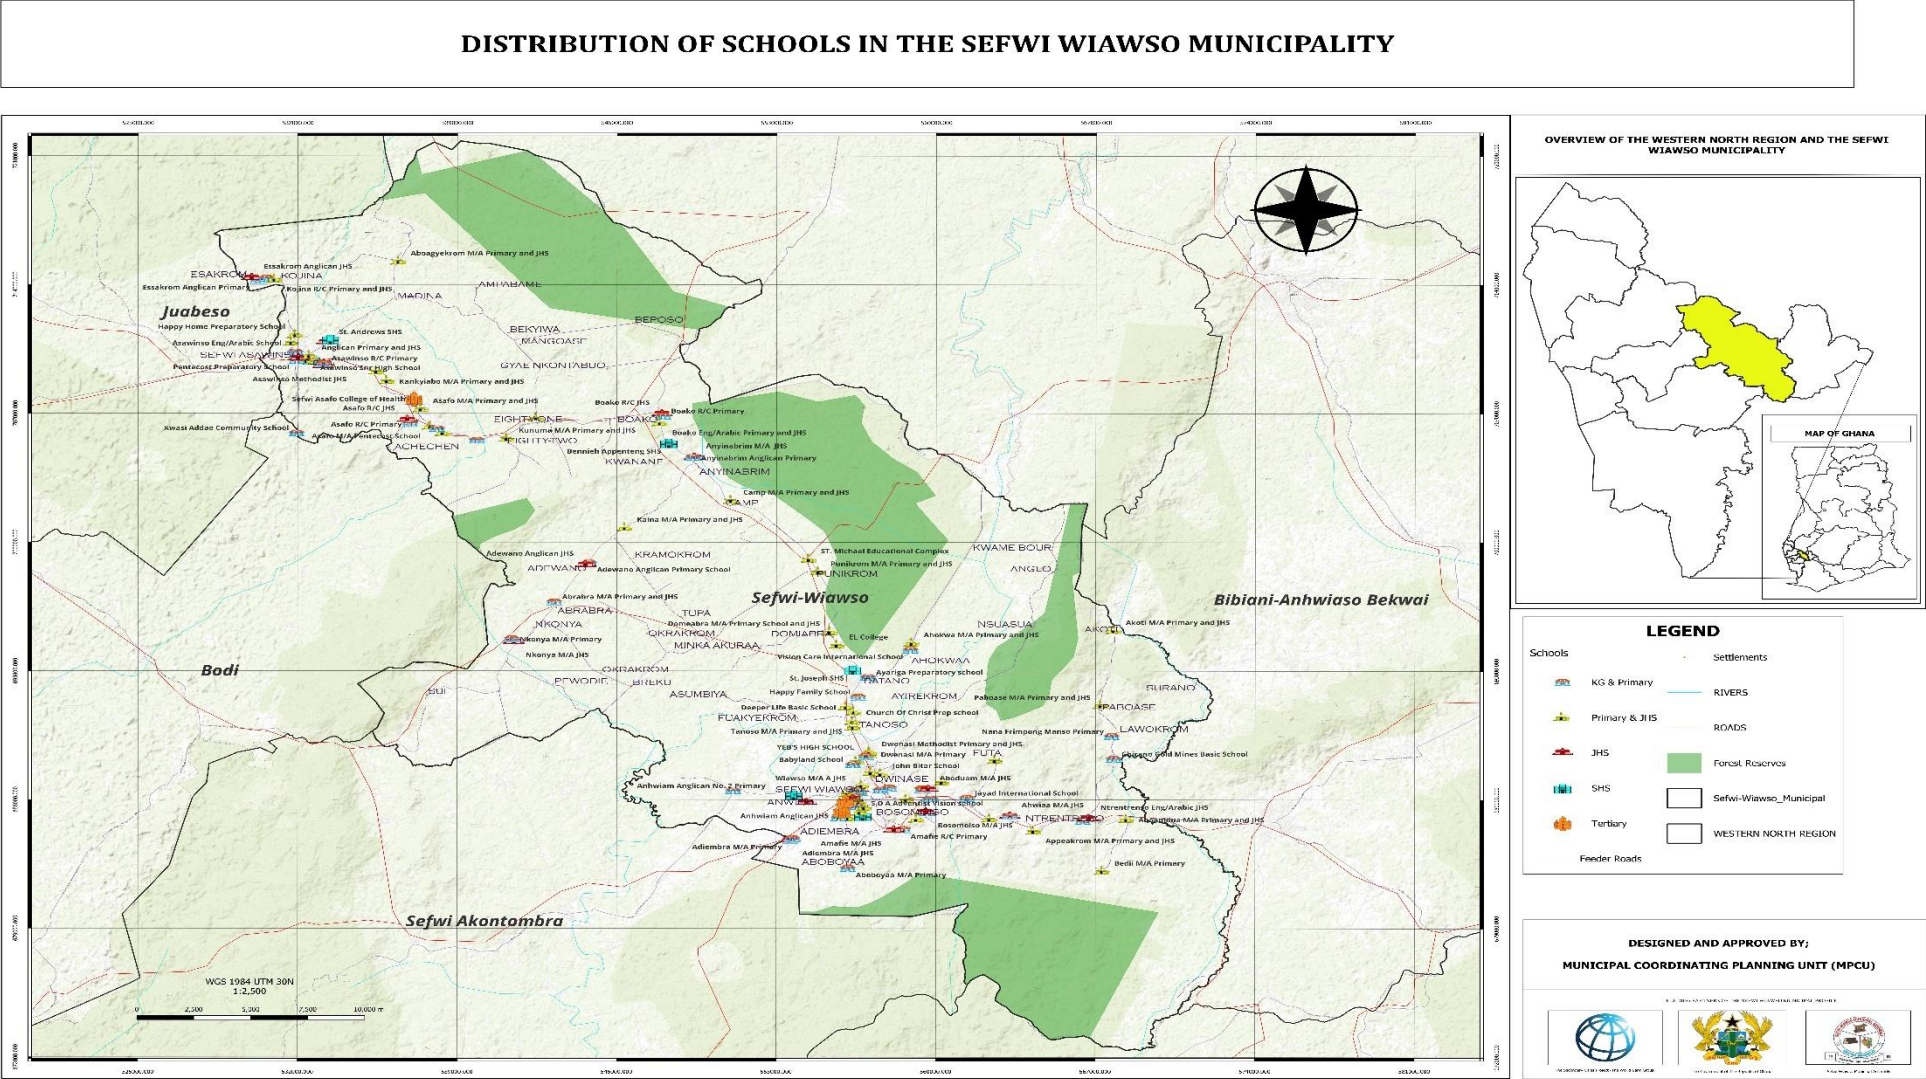 DISTRIBUTION OF SCHOOLS IN THE SEFWI WIAWSO MUNICIPALITY
OVERVIEW OF THE WESTERN NORTH REGION AND THE SEFWI
WIAWSO MUNICIPALITY
MAP OF GHANA
Aboagyekrom M/A Primary and JHS
Essakrom Anglican JHS
KOJINA
Essakrom Anglican Primary
Kojina R/C Primary and JHS
MADINA
AMPABAME
Juabeso
BEPOSO
Happy Home Preparatory School
St. Andrews SHS
BEKYIWA
MANGOASE
Asawinso Eng/Arabic School
Anglican Primary and JHS
Asawinso R/C Primary
Pentecost Preparatory School
Asawinso Snr High School
GYAE NKONTABUO
Asawinso Methodist JHS
Kankyiabo M/A Primary and JHS
Sefwi Asafo College of Health
Asafo M/A Primary and JHS
Boako R/C JHS
Asafo R/C JHS
Boako R/C Primary
EIGHTY-ONE
BOAKO
Asafo R/C Primary
Kwasi Addae Community School
Kunuma M/A Primary and JHS
Boako Eng/Arabic Primary and JHS
Asafo M/A Pentecost School
EIGHTY-TWO
ACHECHEN
Anyinabrim M/A JHS
Bennieh Appenteng SHS
Anyinabrim Anglican Primary
KWANANE
ANYINABRIM
Camp M/A Primary and JHS
Kaina M/A Primary and JHS
KWAME BOUR
Adewano Anglican JHS
KRAMOKROM
ST. Michael Educational Complex
Punikrom M/A Primary and JHS
ADEWANO
Adewano Anglican Primary School
PUNIKROM
ANGLO
Abrabra M/A Primary and JHS
Sefwi-Wiawso
Bibiani-Anhwiaso Bekwai
ABRABRA
TUPA
NKONYA
Domeabra M/A Primary School and JHS
NSUASUA
Akoti M/A Primary and JHS
OKRAKROM
EL College
Ahokwa M/A Primary and JHS
Nkonya M/A Primary
MINKA AKURAA
Nkonya M/A JHS
Vision Care International School
AHOKWAA
Bodi
OKRAKROM
Ayariga Preparatory school
St. Joseph SHS
PEWODIE
BREKU
DATANO
SUI
ASUMBIYA
Happy Family School
AYIREKROM
Paboase M/A Primary and JHS
SURANO
Deeper Life Basic School
Church Of Christ Prep school
PABOASE
FUAKYEKROM
TANOSO
Tanoso M/A Primary and JHS
Nana Frimpong Manso Primary
LAWOKROM
YEB'S HIGH SCHOOL
Dwenasi Methodist Primary and JHS
Dwenasi M/A Primary
FUTA
Chirano Gold Mines Basic School
Babyland School
John Bitar School
Wiawso M/A A JHS
DWINASE
Aboduam M/A JHS
Anhwiam Anglican No. 2 Primary
SEFWI WIAWSO
Jayad International School
S.D A Adventist Vision school
Ahwiaa M/A JHS
Ntrentreno Eng/Arabic JHS
Anhwiam Anglican JHS
Bosomoiso M/A JHS
ADIEMBRA
Amafie R/C Primary
Adiembra M/A Primary
Amafie M/A JHS
Appeakrom M/A Primary and JHS
Adiembra M/A JHS
ABOBOYAA
Bedii M/A Primary
Aboboyaa M/A Primary
Sefwi Akontombra
WGS 1984 UTM 30N
1:2,500
0 2,500 5,000 7,500 10,000 m
LEGEND
Schools
Settlements
KG & Primary
RIVERS
Primary & JHS
ROADS
JHS
Forest Reserves
SHS
Sefwi-Wiawso_Municipal
Tertiary
WESTERN NORTH REGION
Feeder Roads
DESIGNED AND APPROVED BY;
MUNICIPAL COORDINATING PLANNING UNIT (MPCU)